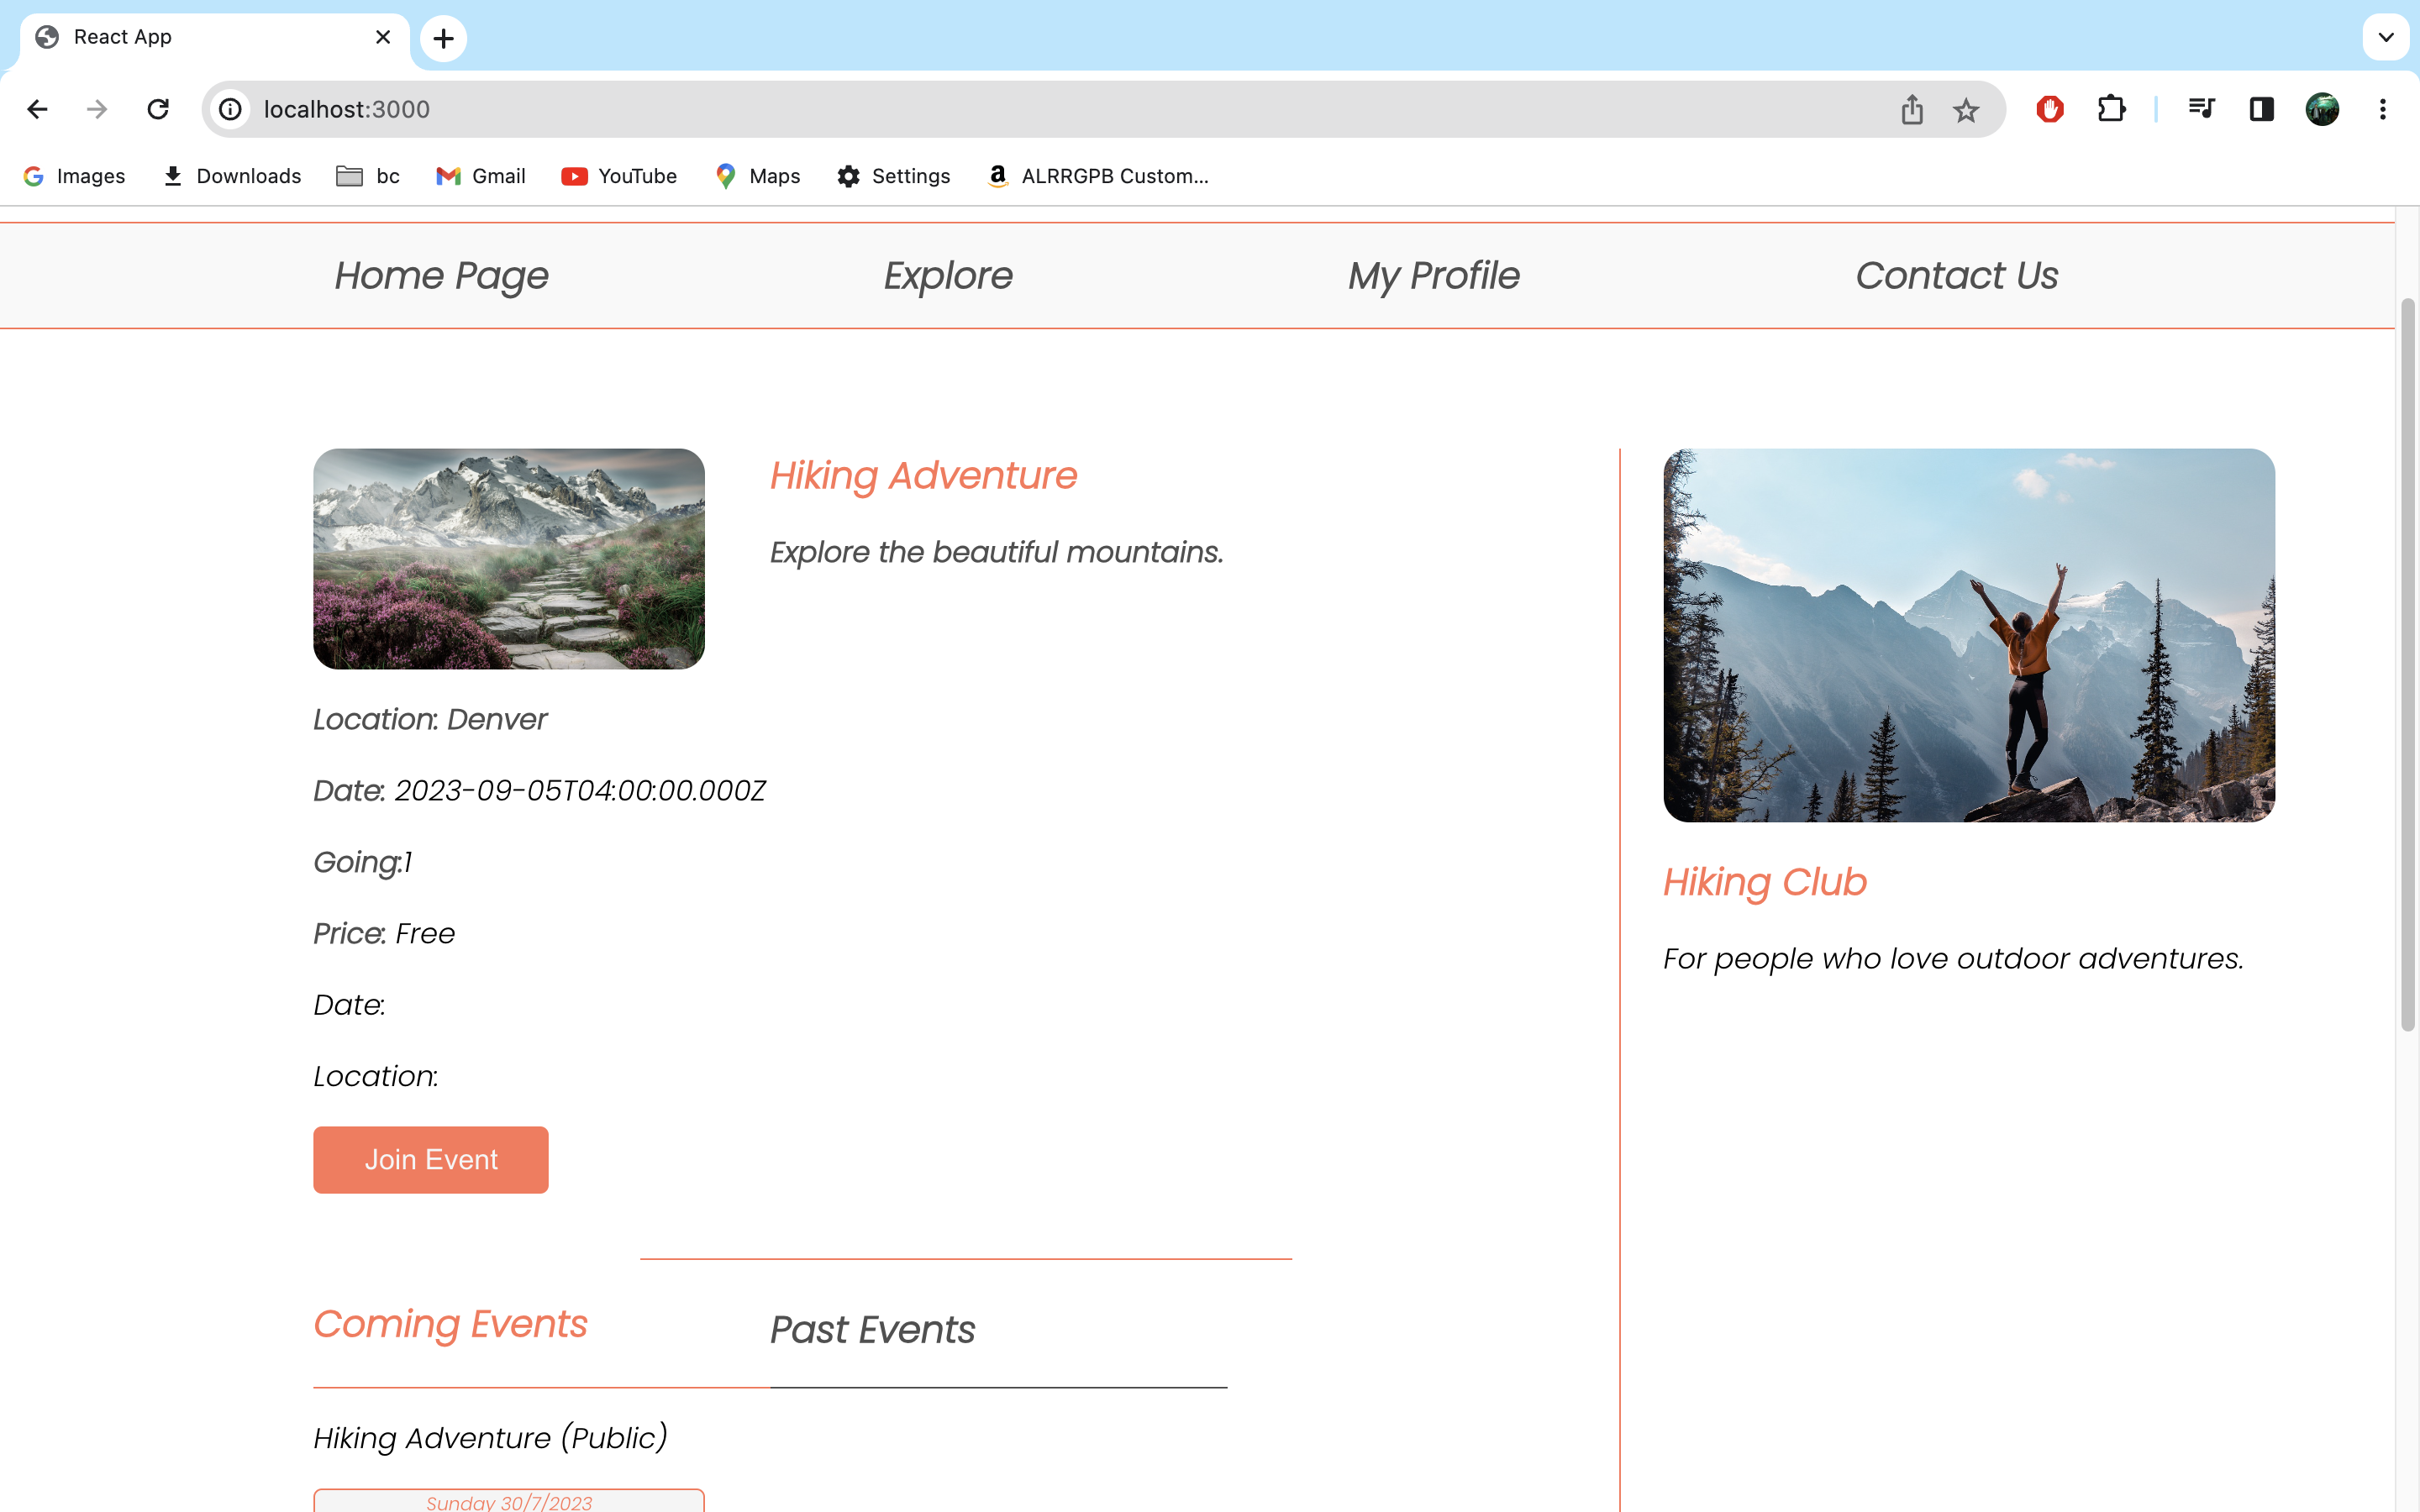 React App
localhost:3000
Images
Downloads
bc
Gmail
YouTube
Maps
Settings
ALRRGPB Custom...
Home Page
Explore
My Profile
Contact Us
Hiking Adventure
Explore the beautiful mountains.
Location: Denver
Date: 2023-09-05T04:00:00.000Z
Going:1
Price: Free
Date:
Location:
Join Event
Hiking Club
For people who love outdoor adventures.
Coming Events
Past Events
Hiking Adventure (Public)
Sunday 30/7/2023